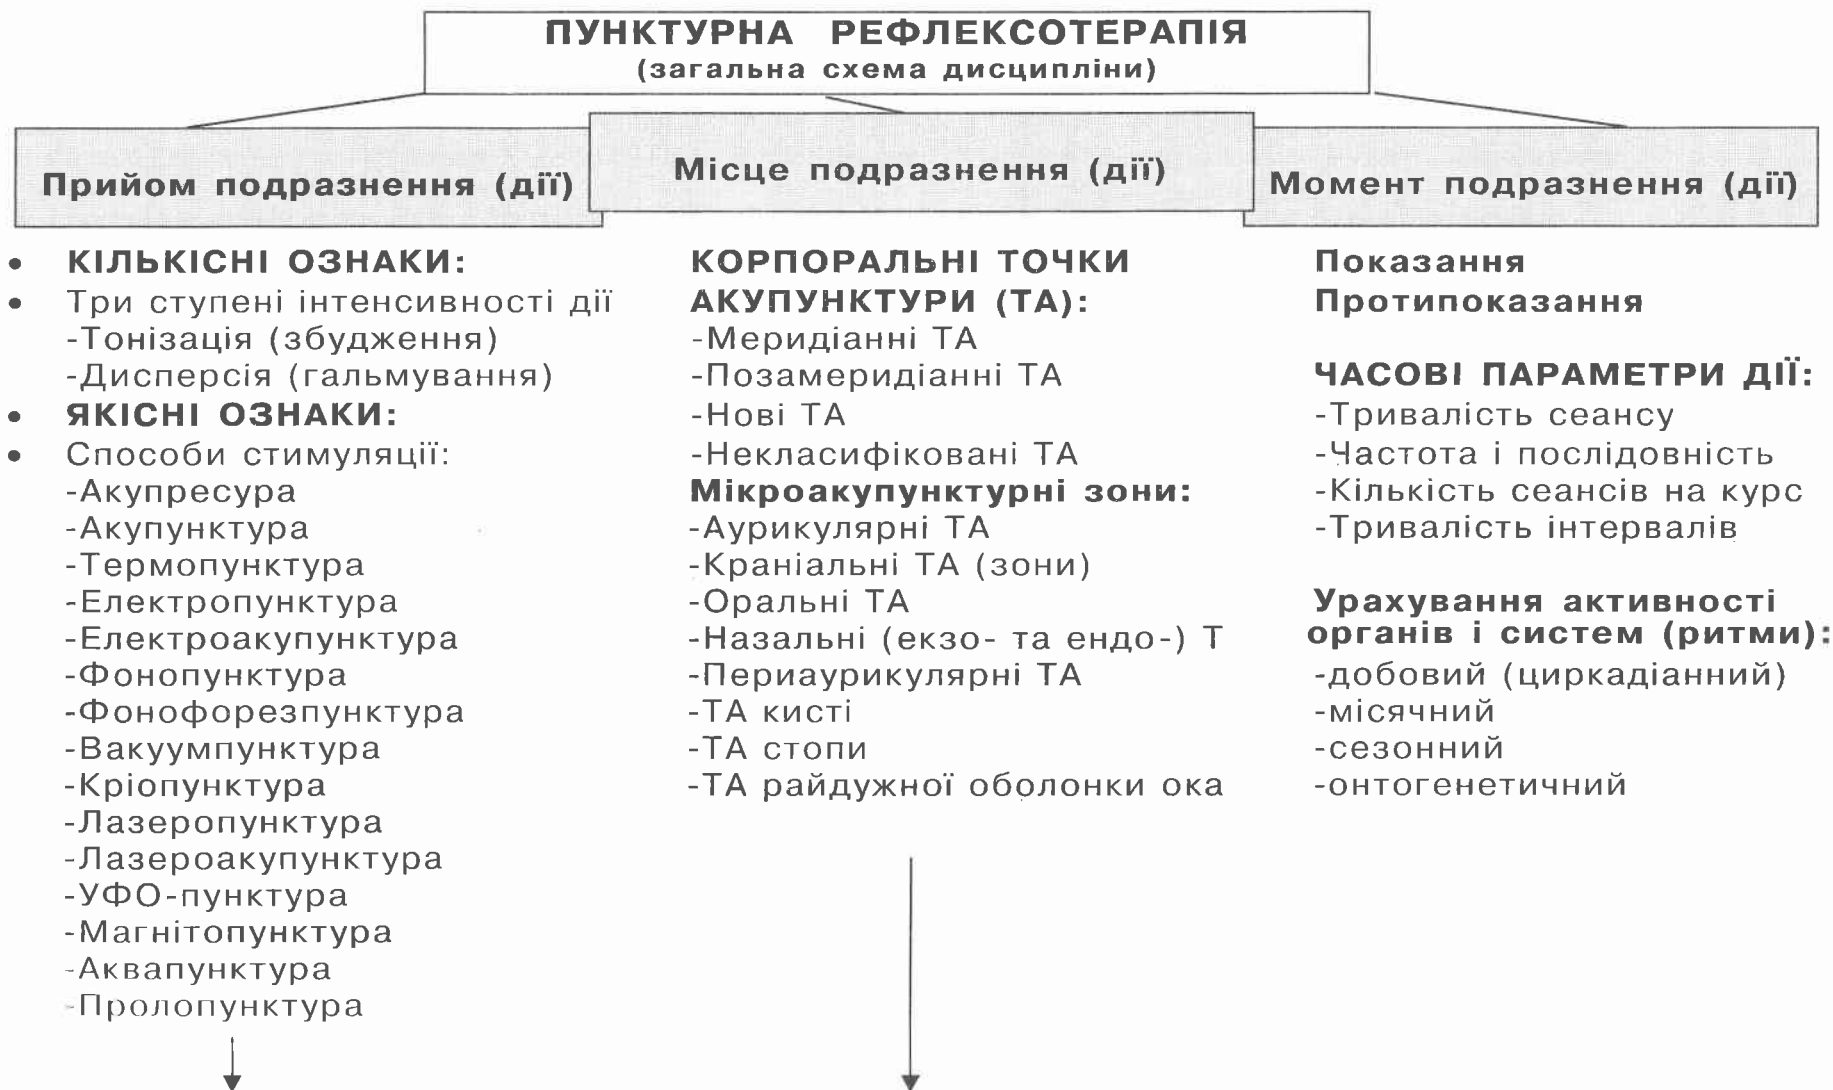 ПУНКТУРНА РЕФЛЕКСОТЕРАПІЯ
(загальна схема дисципліни)
Прийом подразнення (дії)
Місце подразнення (дії)
Момент подразнення (дії)
• КІЛЬКІСНІ ОЗНАКИ:
• Три ступені інтенсивності дії
-Тонізація (збудження)
-Дисперсія (гальмування)
• ЯКІСНІ ОЗНАКИ:
• Способи стимуляції:
-Акупресура
-Акупунктура
-Термопунктура
-Електропунктура
-Електроакупунктура
-Фонопунктура
-Фонофорезпунктура
-Вакуумпунктура
-Кріопунктура
-Лазеропунктура
-Лазероакупунктура
-УФО-пунктура
-Магнітопунктура
-Аквапунктура
-Пролопунктура
КОРПОРАЛЬНІ ТОЧКИ
АКУПУНКТУРИ (ТА):
-Меридіанні ТА
-Позамеридіанні ТА
-Нові ТА
-Некласифіковані ТА
Мікроакупунктурні зони:
-Аурикулярні ТА
-Краніальні ТА (зони)
-Оральні ТА
-Назальні (екзо- та ендо-) Т
-Периаурикулярні ТА
-ТА кисті
-ТА стопи
-ТА райдужної оболонки ока
Показання
Протипоказання
ЧАСОВІ ПАРАМЕТРИ ДІЇ:
-Тривалість сеансу
-Частота і послідовність
-Кількість сеансів на курс
-Тривалість інтервалів
Урахування активності
органів і систем (ритми):
-добовий (циркадіанний)
-місячний
-сезонний
-онтогенетичний